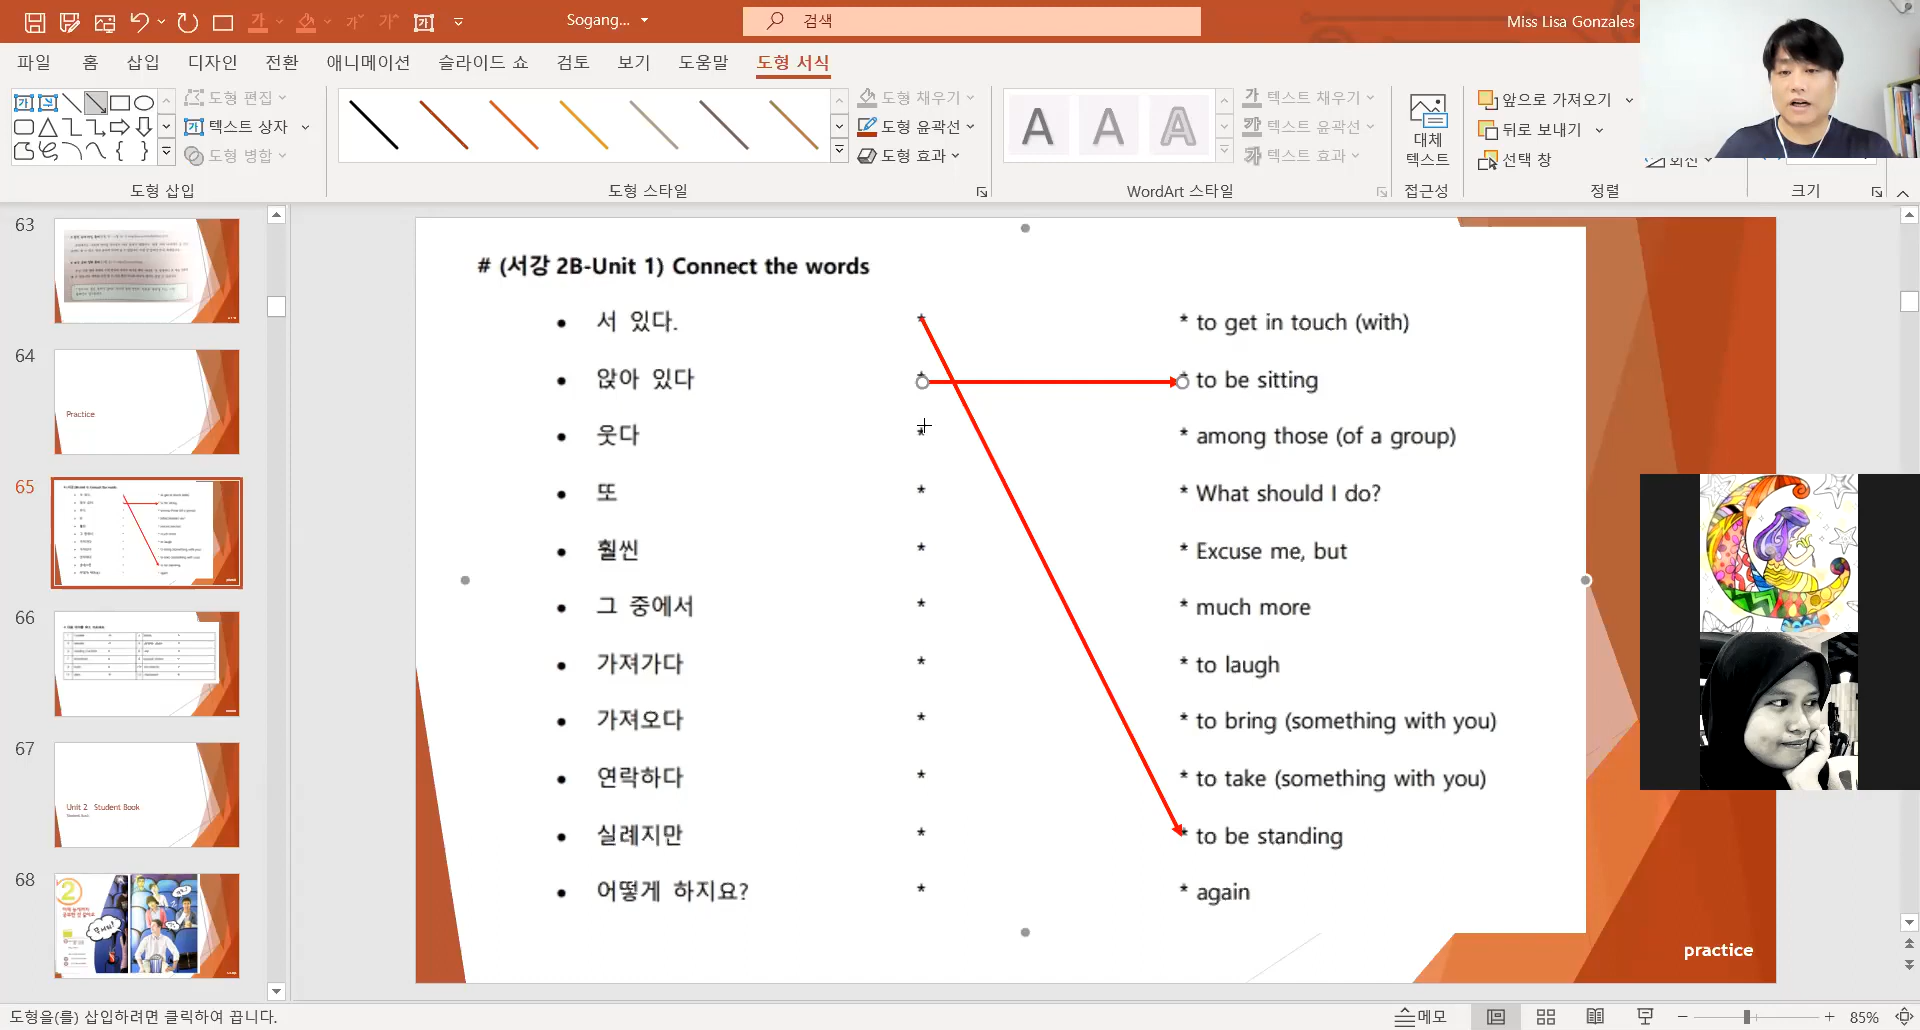 Sogang...
검색
Miss Lisa Gonzales
파일 홈 삽입 디자인 전환 애니메이션 슬라이드 쇼 검토 보기 도움말 도형 서식
도형 편집
텍스트 상자
도형 병합
도형 삽입
도형 채우기
도형 윤곽선
도형 효과
도형 스타일
텍스트 채우기
텍스트 윤곽선
텍스트 효과
WordArt 스타일
대체 텍스트
접근성
앞으로 가져오기
뒤로 보내기
선택 창
회전
정렬
크기
63
64
Practice
65
66
67
Unit 2 Student Book
68
# (서강 2B-Unit 1) Connect the words
• 서 있다. * * to get in touch (with)
• 앉아 있다 * * to be sitting
• 웃다 * * among those (of a group)
• 또 * * What should I do?
• 훨씬 * * Excuse me, but
• 그 중에서 * * much more
• 가져가다 * * to laugh
• 가져오다 * * to bring (something with you)
• 연락하다 * * to take (something with you)
• 실례지만 * * to be standing
• 어떻게 하지요? * * again
practice
도형을(를) 삽입하려면 클릭하여 끕니다.
메모
85%